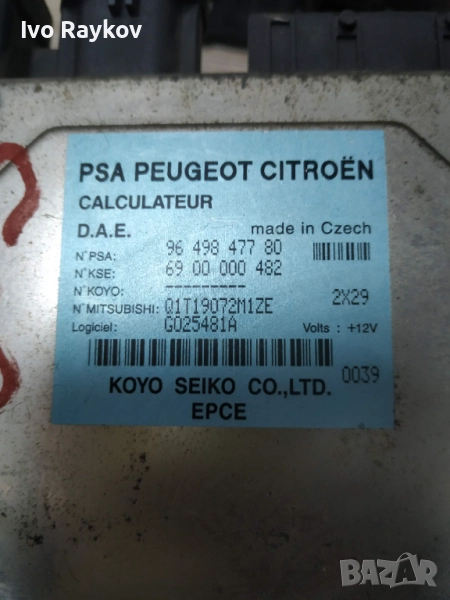 Ivo Raykov
PSA PEUGEOT CITROËN
CALCULATEUR
D.A.E. made in Czech
N°PSA: 96 498 477 80
N°KSE: 69 00 000 482
N°KOYO: ---------
N°MITSUBISHI: Q1T19072M1ZE 2X29
Logiciel: G025481A Volts : +12V
0039
KOYO SEIKO CO.,LTD.
EPCE
BAZAR